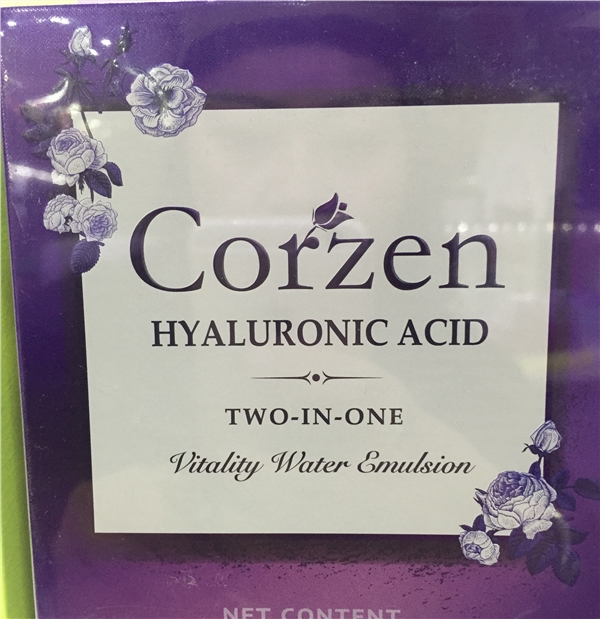 Corzen
HYALURONIC ACID
TWO-IN-ONE
Vitality Water Emulsion
NET CONTENT